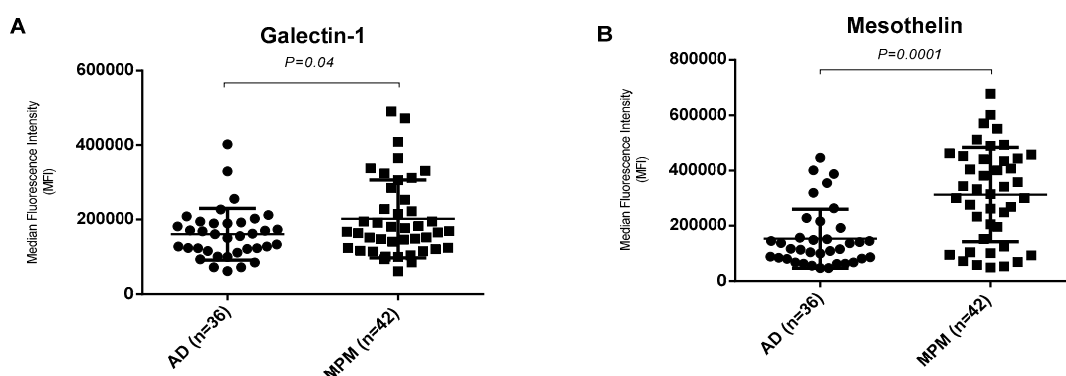 A
Galectin-1
P=0.04
Median Fluorescence Intensity
(MFI)
600000
400000
200000
0
AD (n=36)
MPM (n=42)
B
Mesothelin
P=0.0001
Median Fluorescence Intensity
(MFI)
800000
600000
400000
200000
0
AD (n=36)
MPM (n=42)